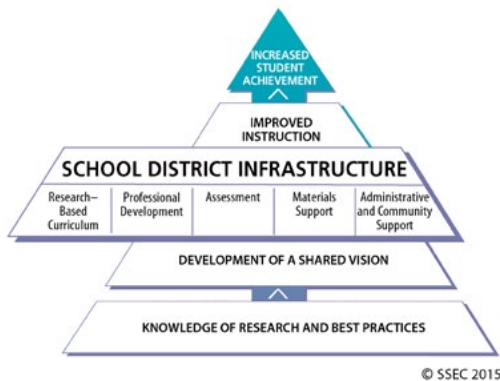 INCREASED
STUDENT
ACHIEVEMENT
IMPROVED
INSTRUCTION
SCHOOL DISTRICT INFRASTRUCTURE
Research–
Based
Curriculum
Professional
Development
Assessment
Materials
Support
Administrative
and Community
Support
DEVELOPMENT OF A SHARED VISION
KNOWLEDGE OF RESEARCH AND BEST PRACTICES
© SSEC 2015